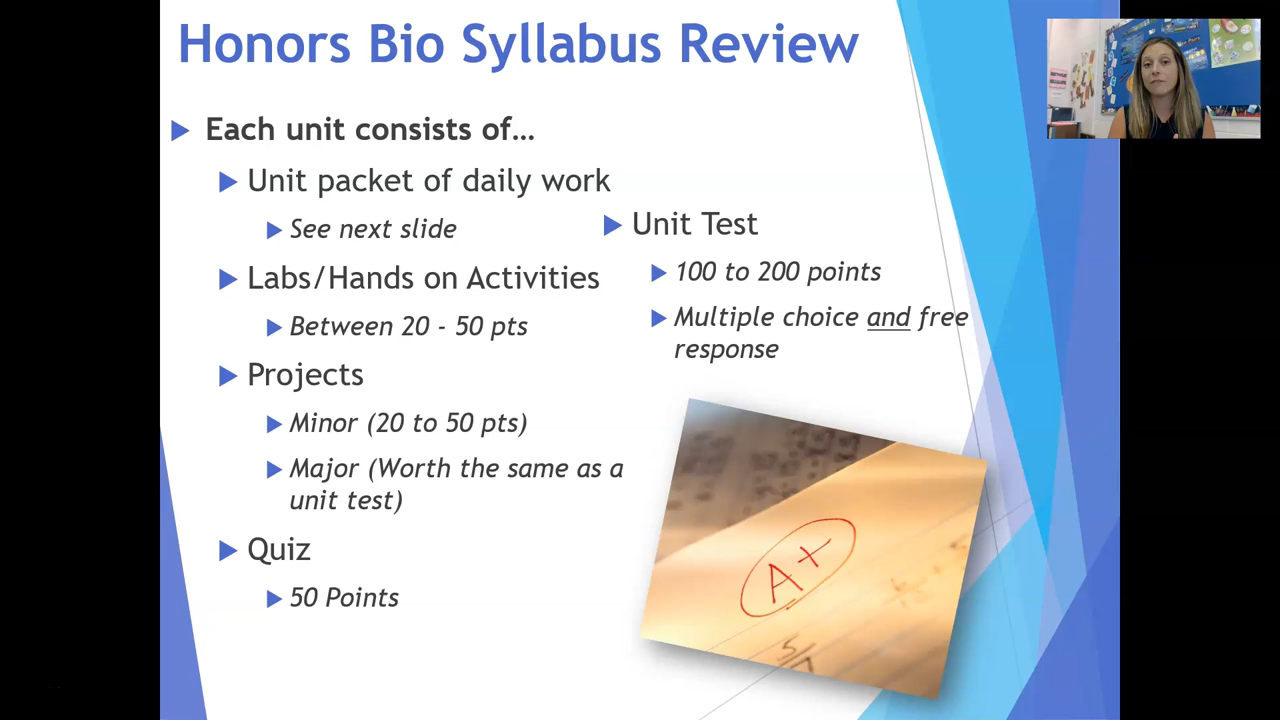 Honors Bio Syllabus Review
Each unit consists of…
Unit packet of daily work
See next slide
Labs/Hands on Activities
Between 20 - 50 pts
Projects
Minor (20 to 50 pts)
Major (Worth the same as a
unit test)
Quiz
50 Points
Unit Test
100 to 200 points
Multiple choice and free
response
A+